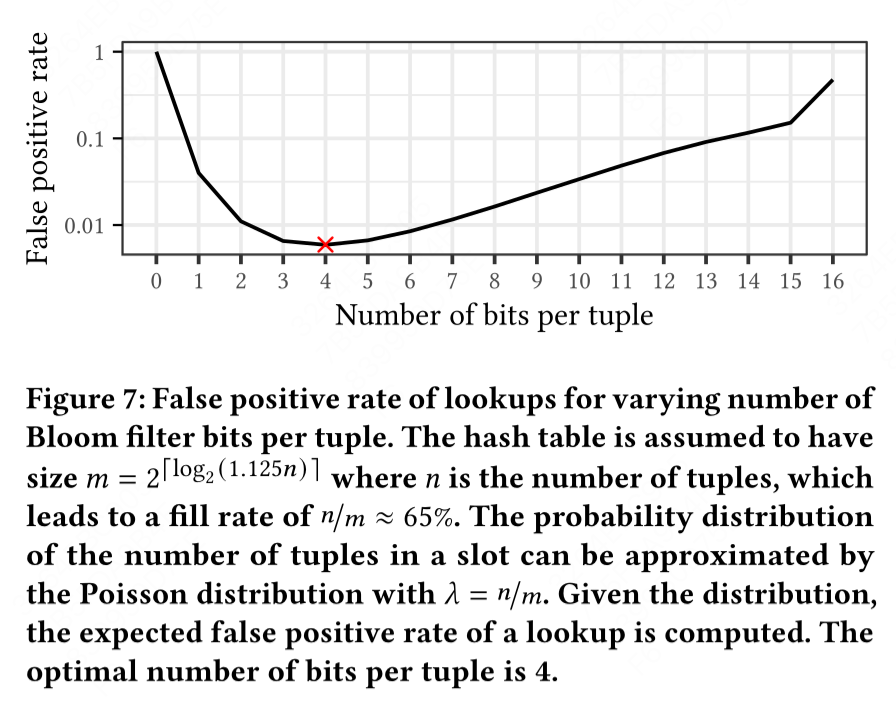 False positive rate
1
0.1
0.01
0 1 2 3 4 5 6 7 8 9 10 11 12 13 14 15 16
Number of bits per tuple
Figure 7: False positive rate of lookups for varying number of
Bloom filter bits per tuple. The hash table is assumed to have
size m = 2^⌈log₂(1.125n)⌉ where n is the number of tuples, which
leads to a fill rate of n/m ≈ 65%. The probability distribution
of the number of tuples in a slot can be approximated by
the Poisson distribution with λ = n/m. Given the distribution,
the expected false positive rate of a lookup is computed. The
optimal number of bits per tuple is 4.